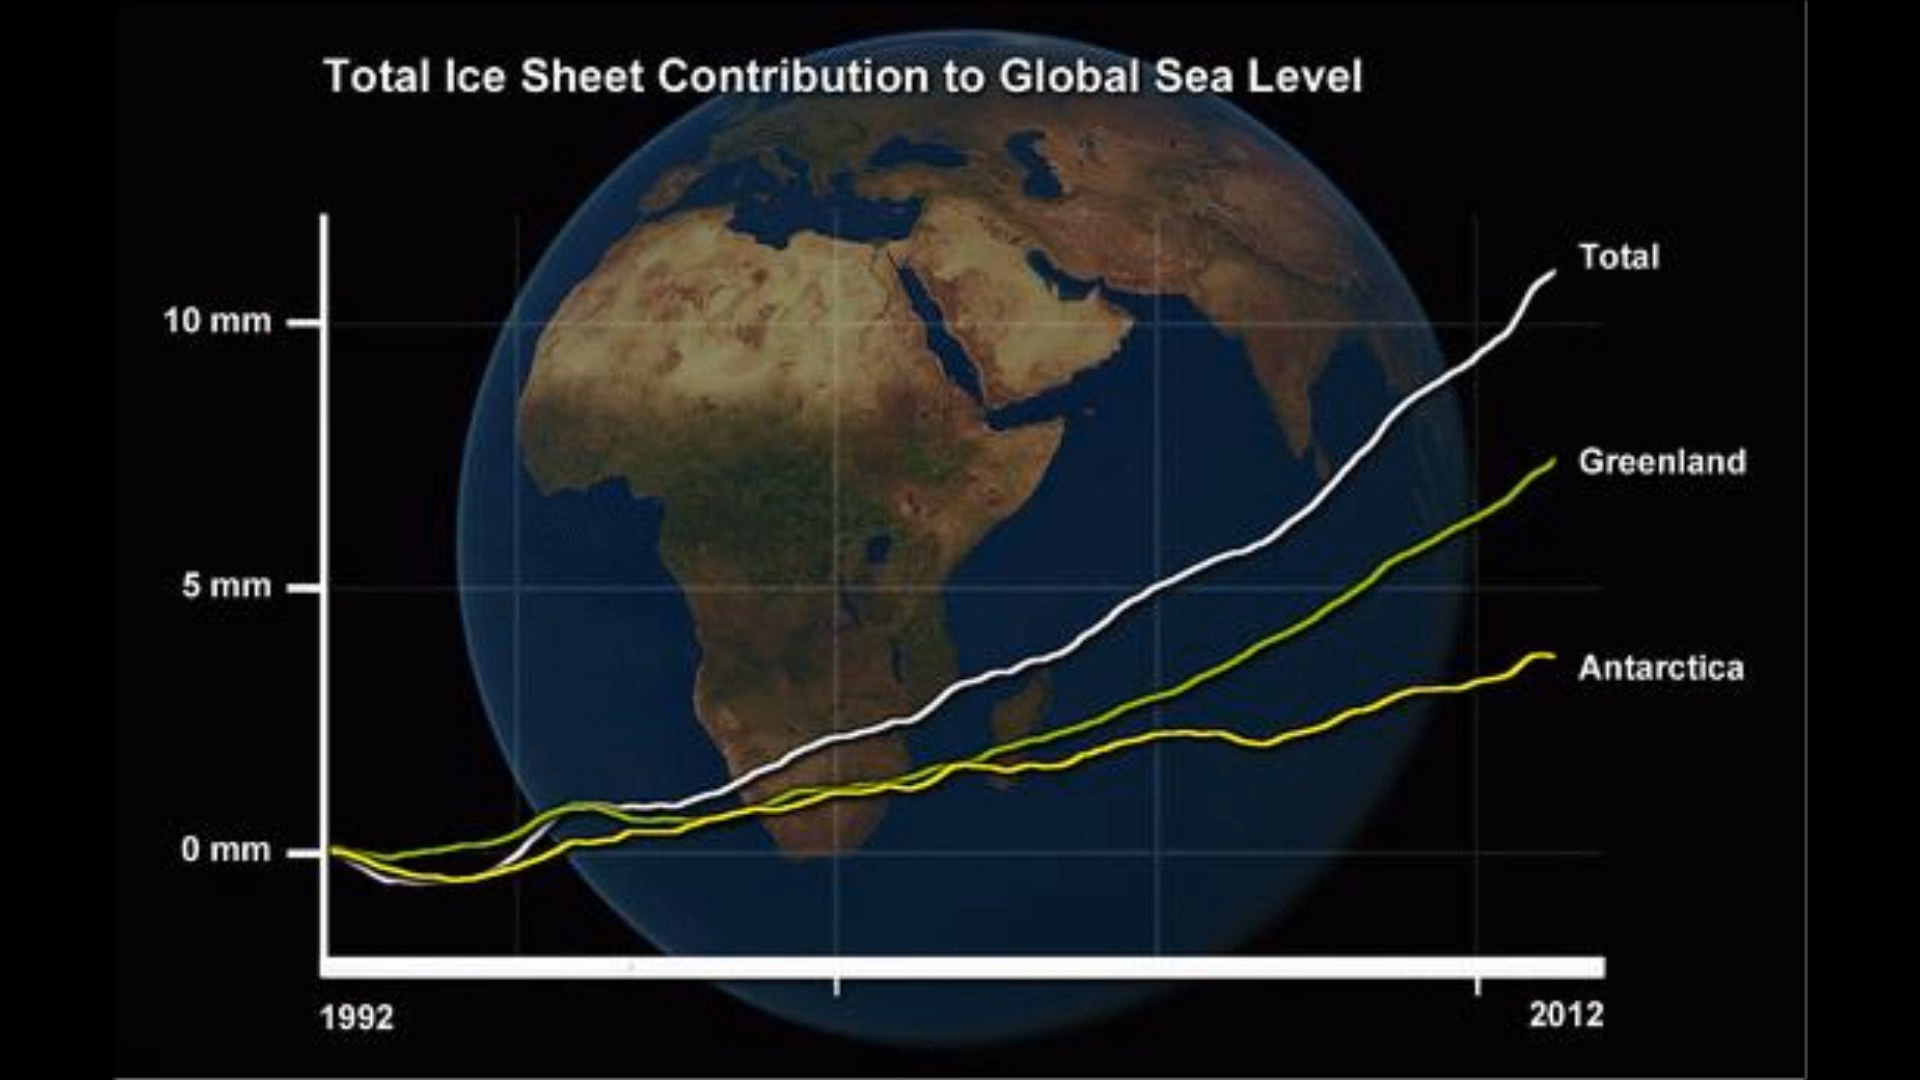 Total Ice Sheet Contribution to Global Sea Level
Total
10 mm
Greenland
5 mm
Antarctica
0 mm
1992
2012